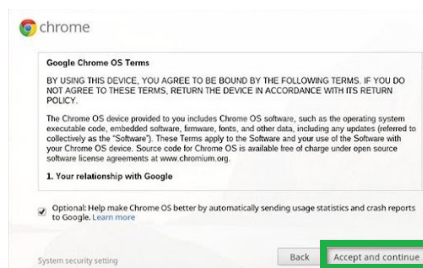 chrome
Google Chrome OS Terms
BY USING THIS DEVICE, YOU AGREE TO BE BOUND BY THE FOLLOWING TERMS. IF YOU DO
NOT AGREE TO THESE TERMS, RETURN THE DEVICE IN ACCORDANCE WITH ITS RETURN
POLICY.
The Chrome OS device provided to you includes Chrome OS software, such as the operating system
executable code, embedded software, firmware, fonts, and other data, including any updates (referred to
collectively as the "Software"). These Terms apply to the Software and your use of the Software with
your Chrome OS device. Source code for Chrome OS is available free of charge under open source
software license agreements at www.chromium.org.
1. Your relationship with Google
Optional: Help make Chrome OS better by automatically sending usage statistics and crash reports
to Google. Learn more
System security setting
Back
Accept and continue